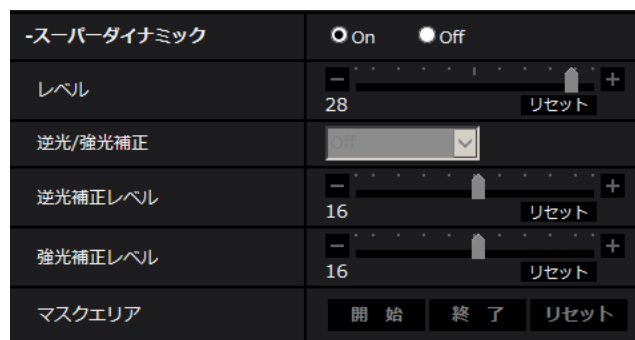 -スーパーダイナミック On Off
レベル
28 リセット
逆光/強光補正 Off
逆光補正レベル
16 リセット
強光補正レベル
16 リセット
マスクエリア 開 始 終 了 リセット